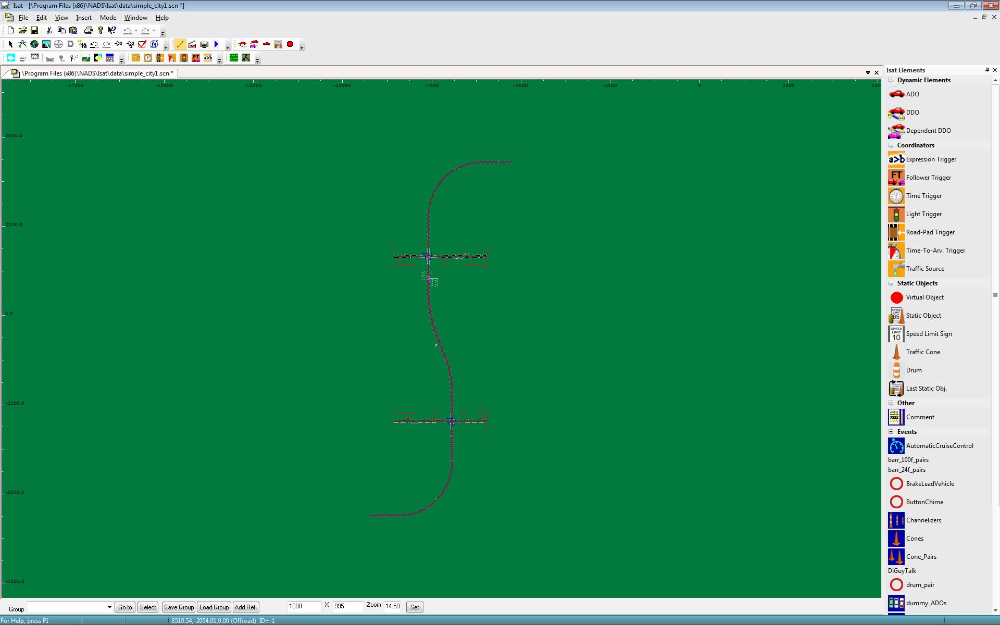 Isat - [\Program Files (x86)\NADS\Isat\data\simple_city1.scn *]
File Edit View Insert Mode Window Help
\Program Files (x86)\NADS\Isat\data\simple_city1.scn *
-17500 -15000 -12500 -10000 -7500 -5000 -2500 0 2500 5000
5000.0
2500.0
0.0
-2500.0
-5000.0
-7500.0
Isat Elements
Dynamic Elements
ADO
DDO
Dependent DDO
Coordinators
a>b Expression Trigger
FT Follower Trigger
Time Trigger
Light Trigger
Road-Pad Trigger
Time-To-Arv. Trigger
Traffic Source
Static Objects
Virtual Object
SPEED LIMIT 65 Static Object
SPEED LIMIT 10 Speed Limit Sign
Traffic Cone
Drum
Last Static Obj.
Other
Comment
Events
AutomaticCruiseControl
barr_100f_pairs
barr_24f_pairs
BrakeLeadVehicle
ButtonChime
Channelizers
Cones
Cone_Pairs
DiGuyTalk
drum_pair
dummy_ADOs
Group Go to Select Save Group Load Group Add Ref. 1688 X 995 Zoom 14.59 Set
For Help, press F1 -8510.54,-2054.01,0.00 (Offroad) ID=-1